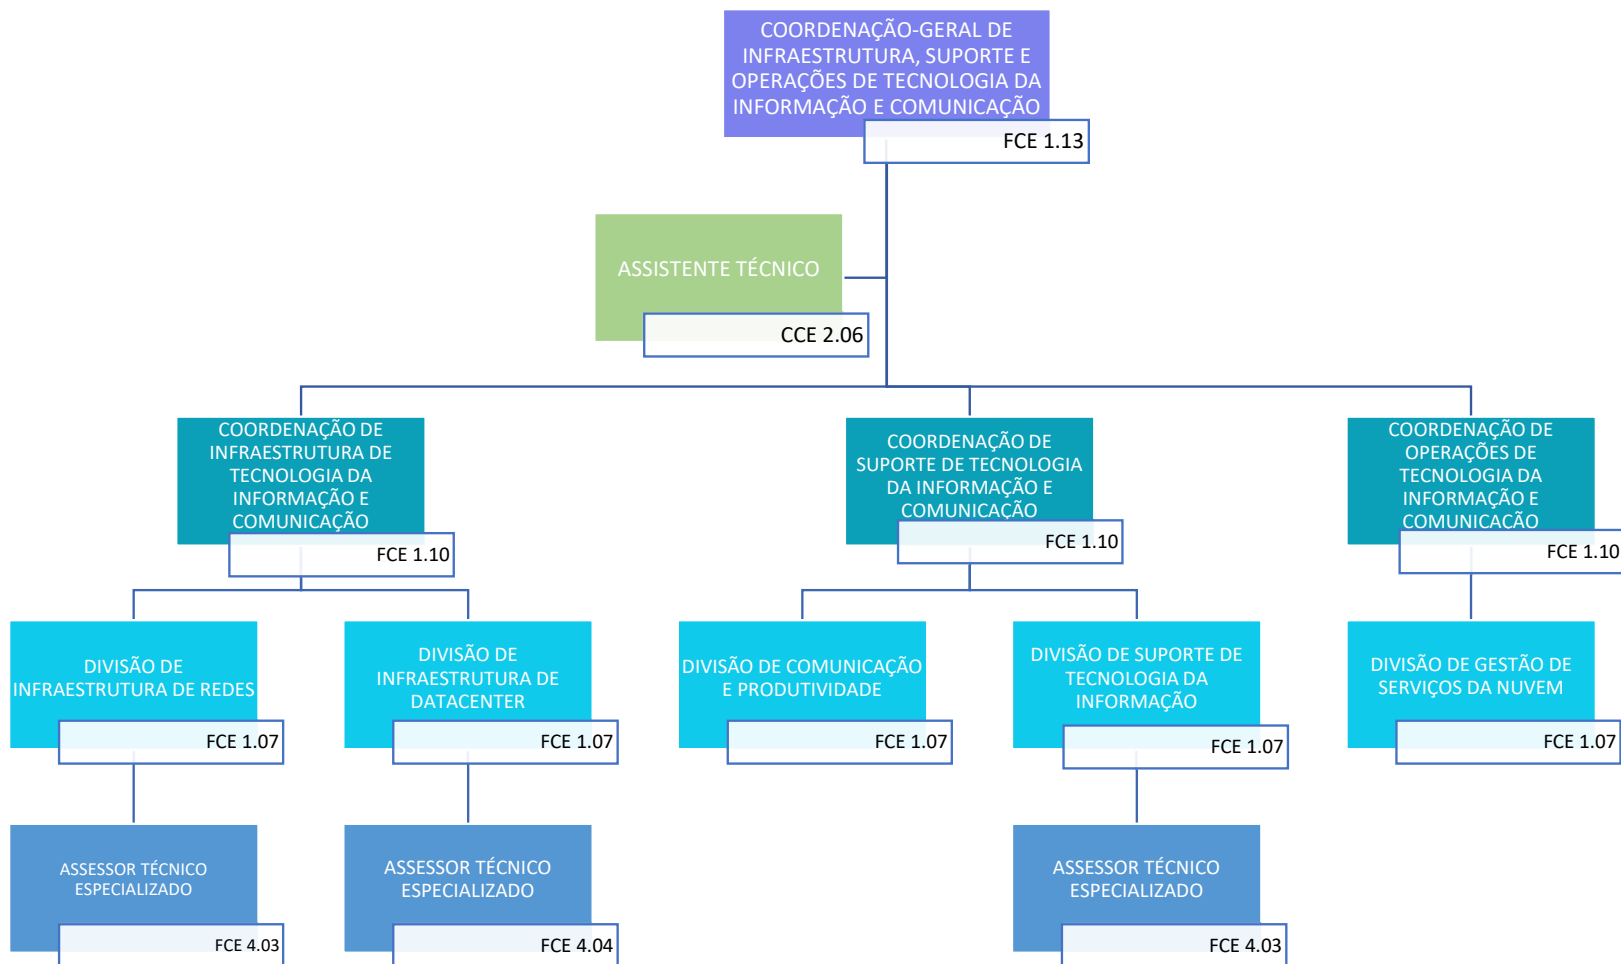 COORDENAÇÃO-GERAL DE
INFRAESTRUTURA, SUPORTE E
OPERAÇÕES DE TECNOLOGIA DA
INFORMAÇÃO E COMUNICAÇÃO
FCE 1.13
ASSISTENTE TÉCNICO
CCE 2.06
COORDENAÇÃO DE
INFRAESTRUTURA DE
TECNOLOGIA DA
INFORMAÇÃO E
COMUNICAÇÃO
FCE 1.10
COORDENAÇÃO DE
SUPORTE DE TECNOLOGIA
DA INFORMAÇÃO E
COMUNICAÇÃO
FCE 1.10
COORDENAÇÃO DE
OPERAÇÕES DE
TECNOLOGIA DA
INFORMAÇÃO E
COMUNICAÇÃO
FCE 1.10
DIVISÃO DE
INFRAESTRUTURA DE REDES
FCE 1.07
DIVISÃO DE
INFRAESTRUTURA DE
DATACENTER
FCE 1.07
DIVISÃO DE COMUNICAÇÃO
E PRODUTIVIDADE
FCE 1.07
DIVISÃO DE SUPORTE DE
TECNOLOGIA DA
INFORMAÇÃO
FCE 1.07
DIVISÃO DE GESTÃO DE
SERVIÇOS DA NUVEM
FCE 1.07
ASSESSOR TÉCNICO
ESPECIALIZADO
FCE 4.03
ASSESSOR TÉCNICO
ESPECIALIZADO
FCE 4.04
ASSESSOR TÉCNICO
ESPECIALIZADO
FCE 4.03